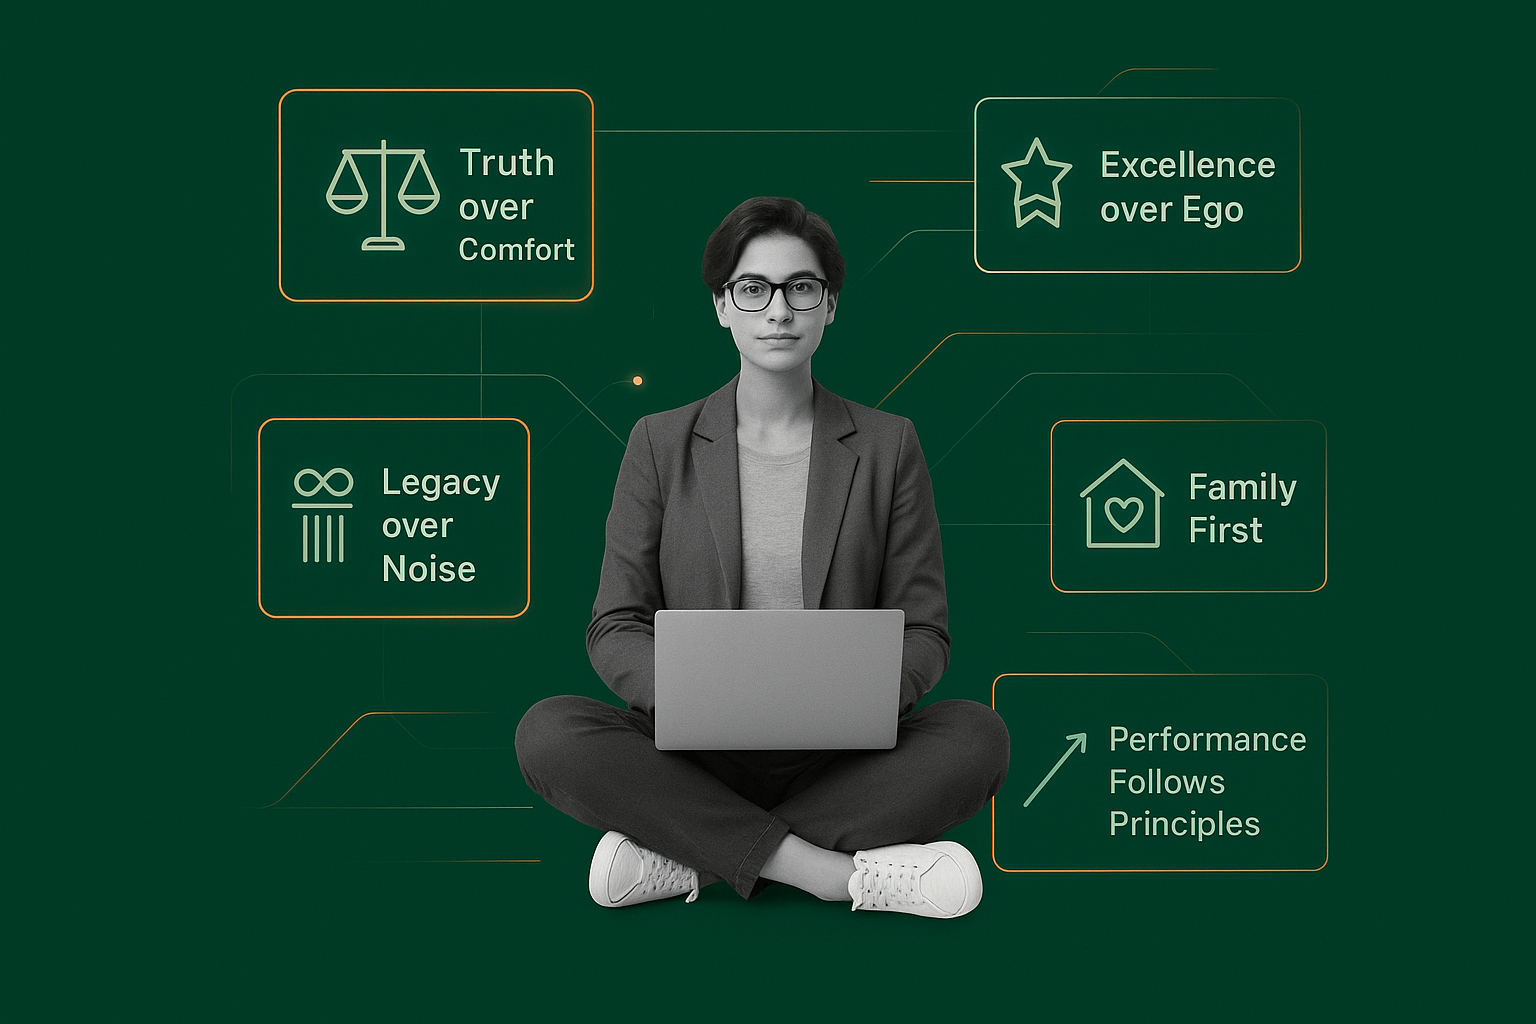 Truth
over
Comfort
Excellence
over Ego
Legacy
over
Noise
Family
First
Performance
Follows
Principles